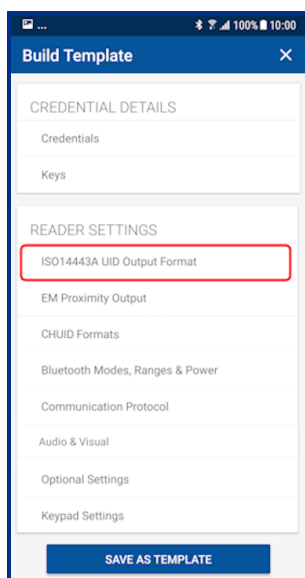 ... 100% 10:00
Build Template ×
CREDENTIAL DETAILS
Credentials
Keys
READER SETTINGS
ISO14443A UID Output Format
EM Proximity Output
CHUID Formats
Bluetooth Modes, Ranges & Power
Communication Protocol
Audio & Visual
Optional Settings
Keypad Settings
SAVE AS TEMPLATE